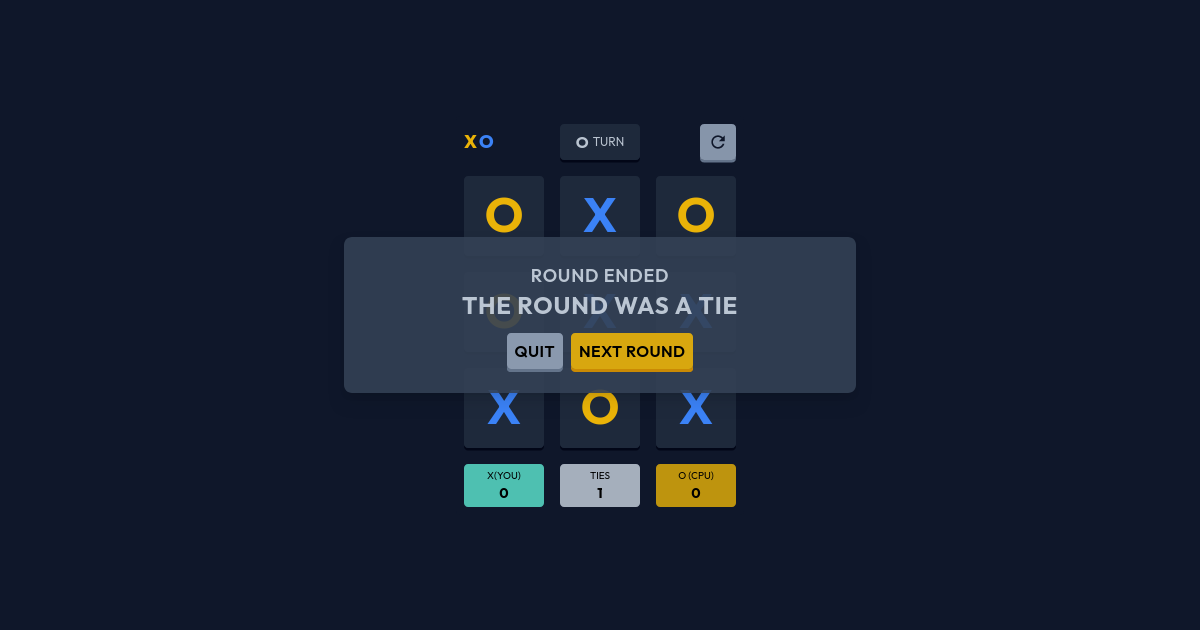 XO
O TURN
O X O
ROUND ENDED
THE ROUND WAS A TIE
O X X
QUIT
NEXT ROUND
X O X
X(YOU)
0
TIES
1
O (CPU)
0